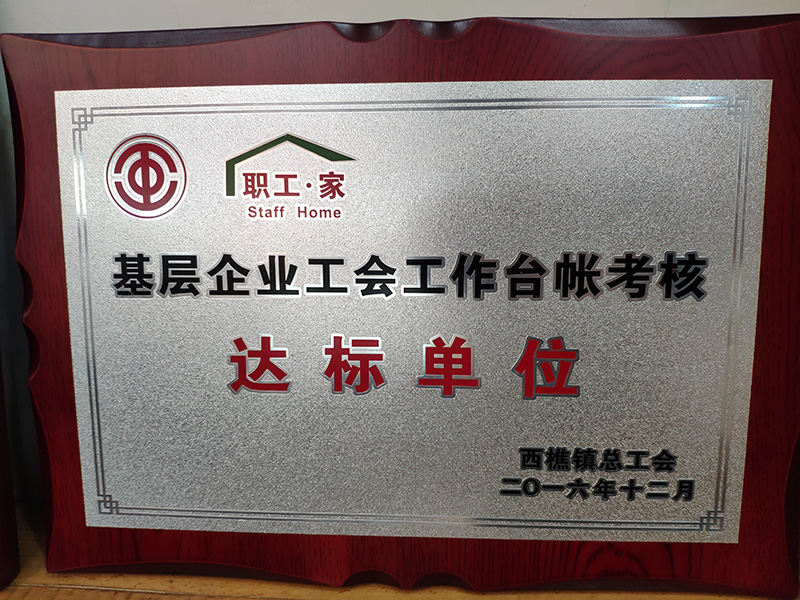 职工·家
Staff Home
基层企业工会工作台帐考核
达标单位
西樵镇总工会
二〇一六年十二月